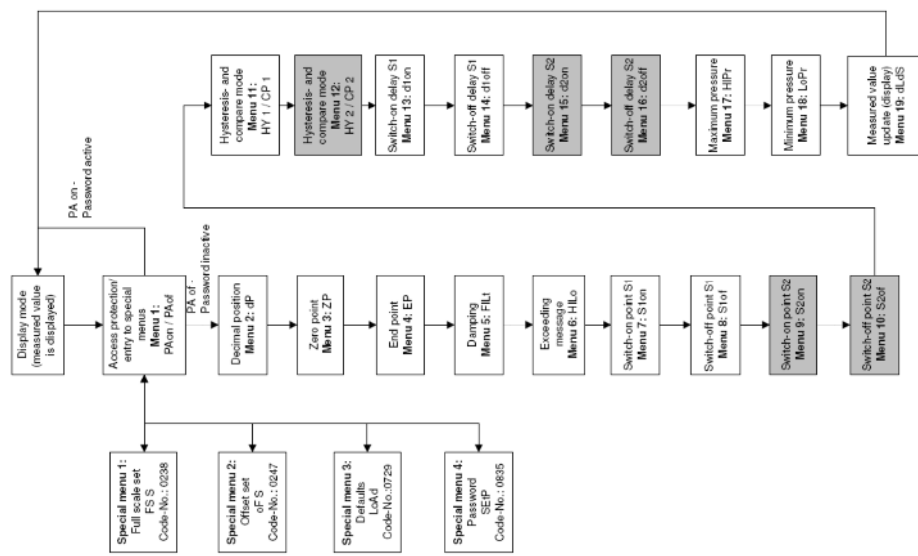 Display mode
(measured value
is displayed)
Access protection/
entry to special
menus
Menu 1:
PAon / PAof
PA on -
Password active
PA of -
Password inactive
Decimal position
Menu 2: dP
Zero point
Menu 3: ZP
End point
Menu 4: EP
Damping
Menu 5: FILt
Exceeding
message
Menu 6: HILo
Switch-on point S1
Menu 7: S1on
Switch-off point S1
Menu 8: S1of
Switch-on point S2
Menu 9: S2on
Switch-off point S2
Menu 10: S2of
Hysteresis- and
compare mode
Menu 11:
HY 1 / CP 1
Hysteresis- and
compare mode
Menu 12:
HY 2 / CP 2
Switch-on delay S1
Menu 13: d1on
Switch-off delay S1
Menu 14: d1off
Switch-on delay S2
Menu 15: d2on
Switch-off delay S2
Menu 16: d2off
Maximum pressure
Menu 17: HIPr
Minimum pressure
Menu 18: LoPr
Measured value
update (display)
Menu 19: dLdS
Special menu 1:
Full scale set
FS S
Code-No.: 0238
Special menu 2:
Offset set
oF S
Code-No.: 0247
Special menu 3:
Defaults
LoAd
Code-No.:0729
Special menu 4:
Password
SEtP
Code-No.: 0835